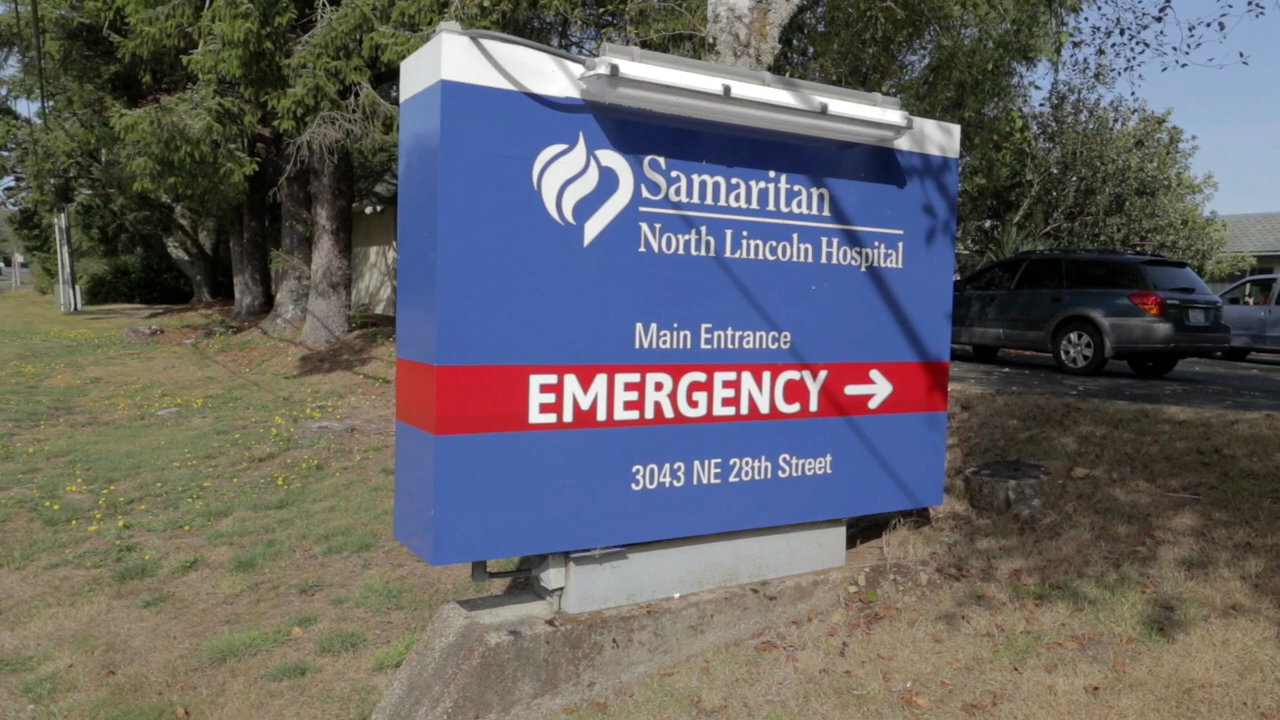 Samaritan
North Lincoln Hospital
Main Entrance
EMERGENCY →
3043 NE 28th Street